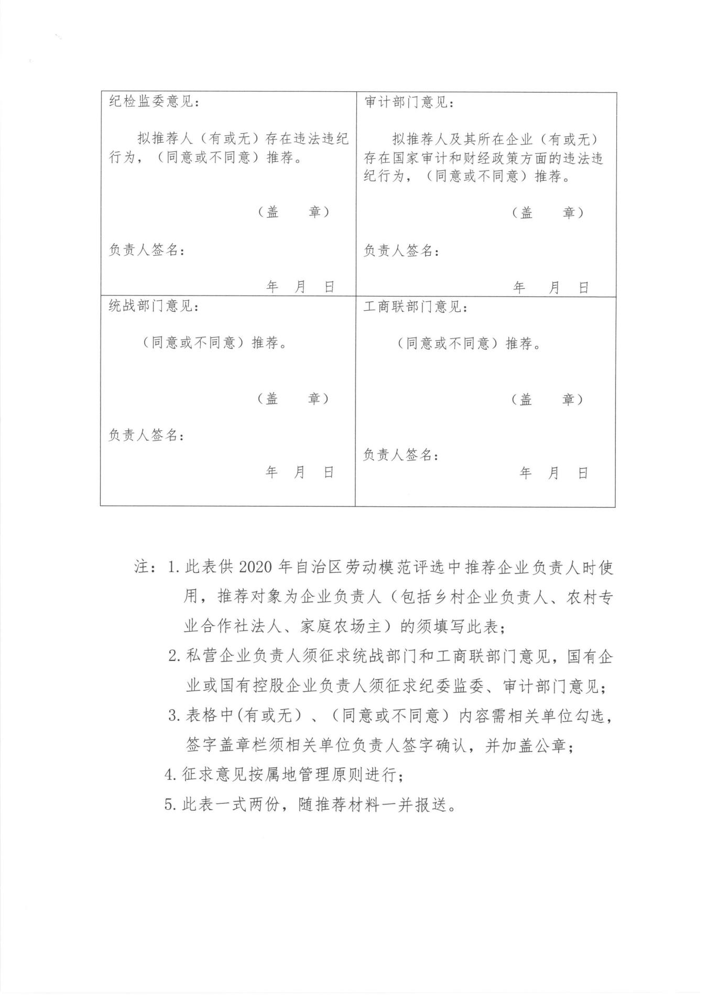 纪检监委意见：
拟推荐人（有或无）存在违法违纪
行为，（同意或不同意）推荐。
（盖　　章）
负责人签名：
年　月　日
审计部门意见：
拟推荐人及其所在企业（有或无）
存在国家审计和财经政策方面的违法违
纪行为，（同意或不同意）推荐。
（盖　　章）
负责人签名：
年　月　日
统战部门意见：
（同意或不同意）推荐。
（盖　　章）
负责人签名：
年　月　日
工商联部门意见：
（同意或不同意）推荐。
（盖　　章）
负责人签名：
年　月　日
注：1.此表供 2020 年自治区劳动模范评选中推荐企业负责人时使
用，推荐对象为企业负责人（包括乡村企业负责人、农村专
业合作社法人、家庭农场主）的须填写此表；
2.私营企业负责人须征求统战部门和工商联部门意见，国有企
业或国有控股企业负责人须征求纪委监委、审计部门意见；
3.表格中(有或无）、（同意或不同意）内容需相关单位勾选，
签字盖章栏须相关单位负责人签字确认，并加盖公章；
4.征求意见按属地管理原则进行；
5.此表一式两份，随推荐材料一并报送。